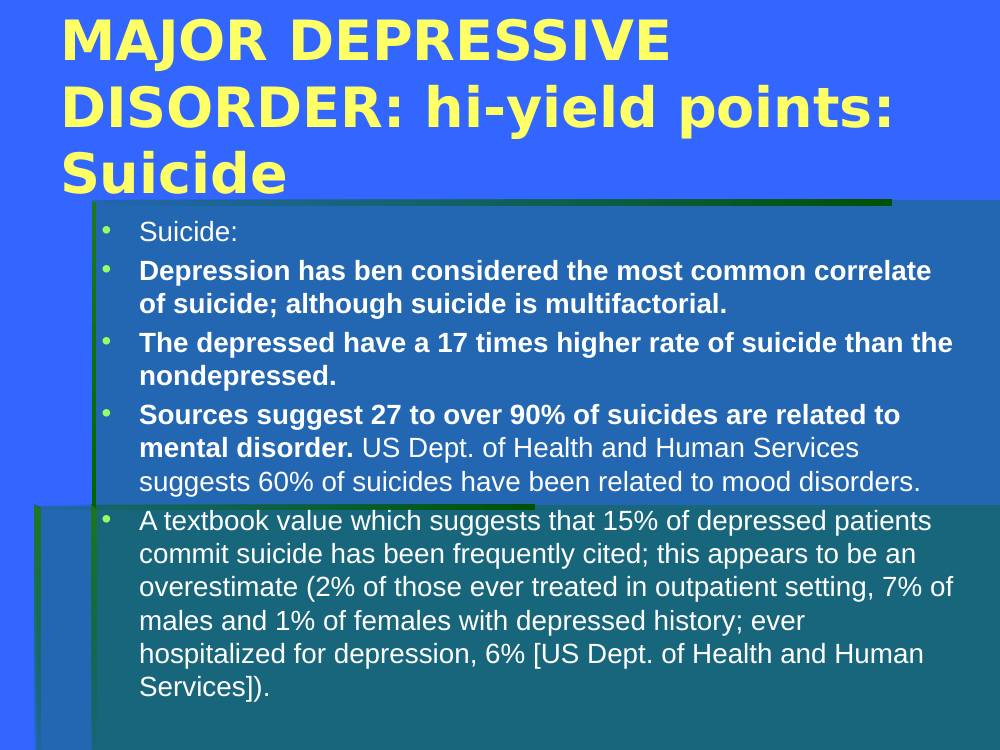 MAJOR DEPRESSIVE
DISORDER: hi-yield points:
Suicide
• Suicide:
• Depression has ben considered the most common correlate
of suicide; although suicide is multifactorial.
• The depressed have a 17 times higher rate of suicide than the
nondepressed.
• Sources suggest 27 to over 90% of suicides are related to
mental disorder. US Dept. of Health and Human Services
suggests 60% of suicides have been related to mood disorders.
• A textbook value which suggests that 15% of depressed patients
commit suicide has been frequently cited; this appears to be an
overestimate (2% of those ever treated in outpatient setting, 7% of
males and 1% of females with depressed history; ever
hospitalized for depression, 6% [US Dept. of Health and Human
Services]).